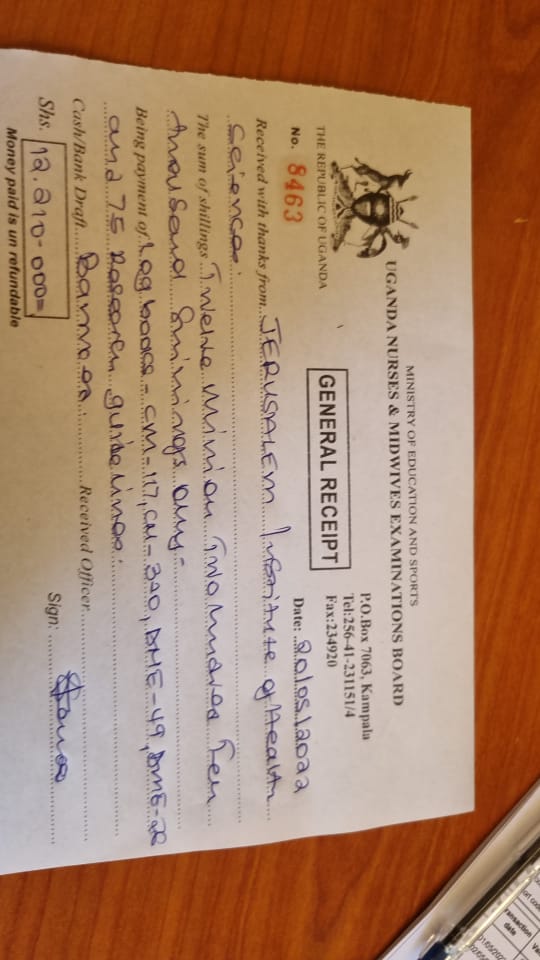 MINISTRY OF EDUCATION AND SPORTS
UGANDA NURSES & MIDWIVES EXAMINATIONS BOARD
P.O.Box 7063, Kampala
Tel:256-41-231151/4
Fax:234920
THE REPUBLIC OF UGANDA
GENERAL RECEIPT
No. 8463
Date: 20/05/2022
Received with thanks from JERUSALEM Institute of Health
Science.
The sum of shillings Twelve Million Two Hundred Ten
thousand Shillings only-
Being payment of Log books - CM-117, CN-320, DME-49, DME-28
and 75 Research guidelines.
Cash/Bank Draft Received Officer
Shs. 12.210-000=
Sign:
Money paid is un refundable
transaction
date